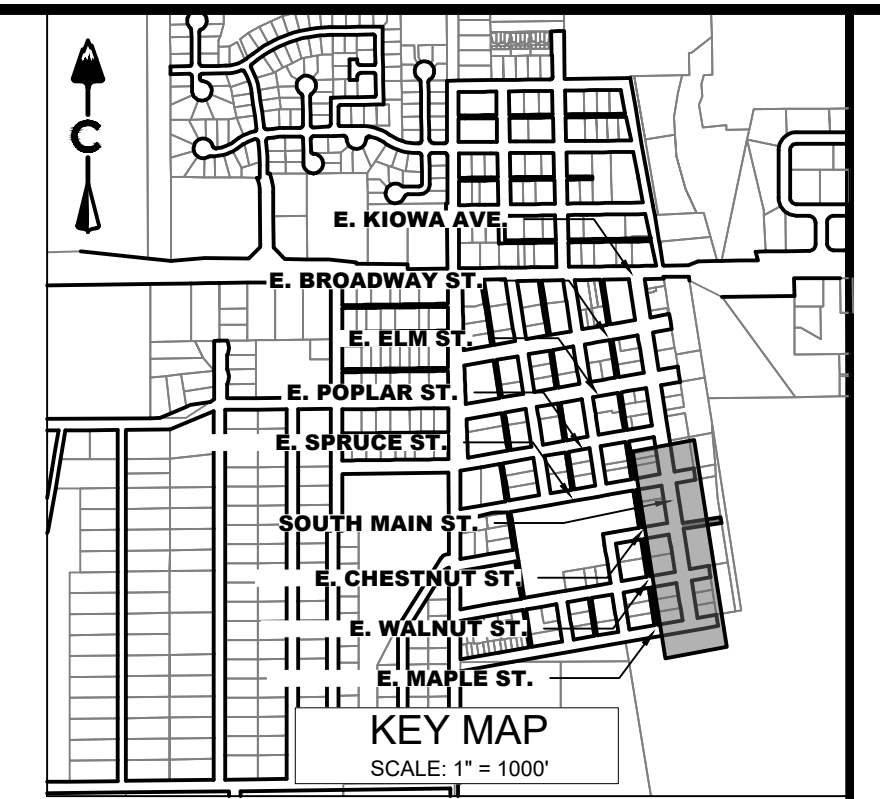 C
E. KIOWA AVE.
E. BROADWAY ST.
E. ELM ST.
E. POPLAR ST.
E. SPRUCE ST.
SOUTH MAIN ST.
E. CHESTNUT ST.
E. WALNUT ST.
E. MAPLE ST.
KEY MAP
SCALE: 1" = 1000'